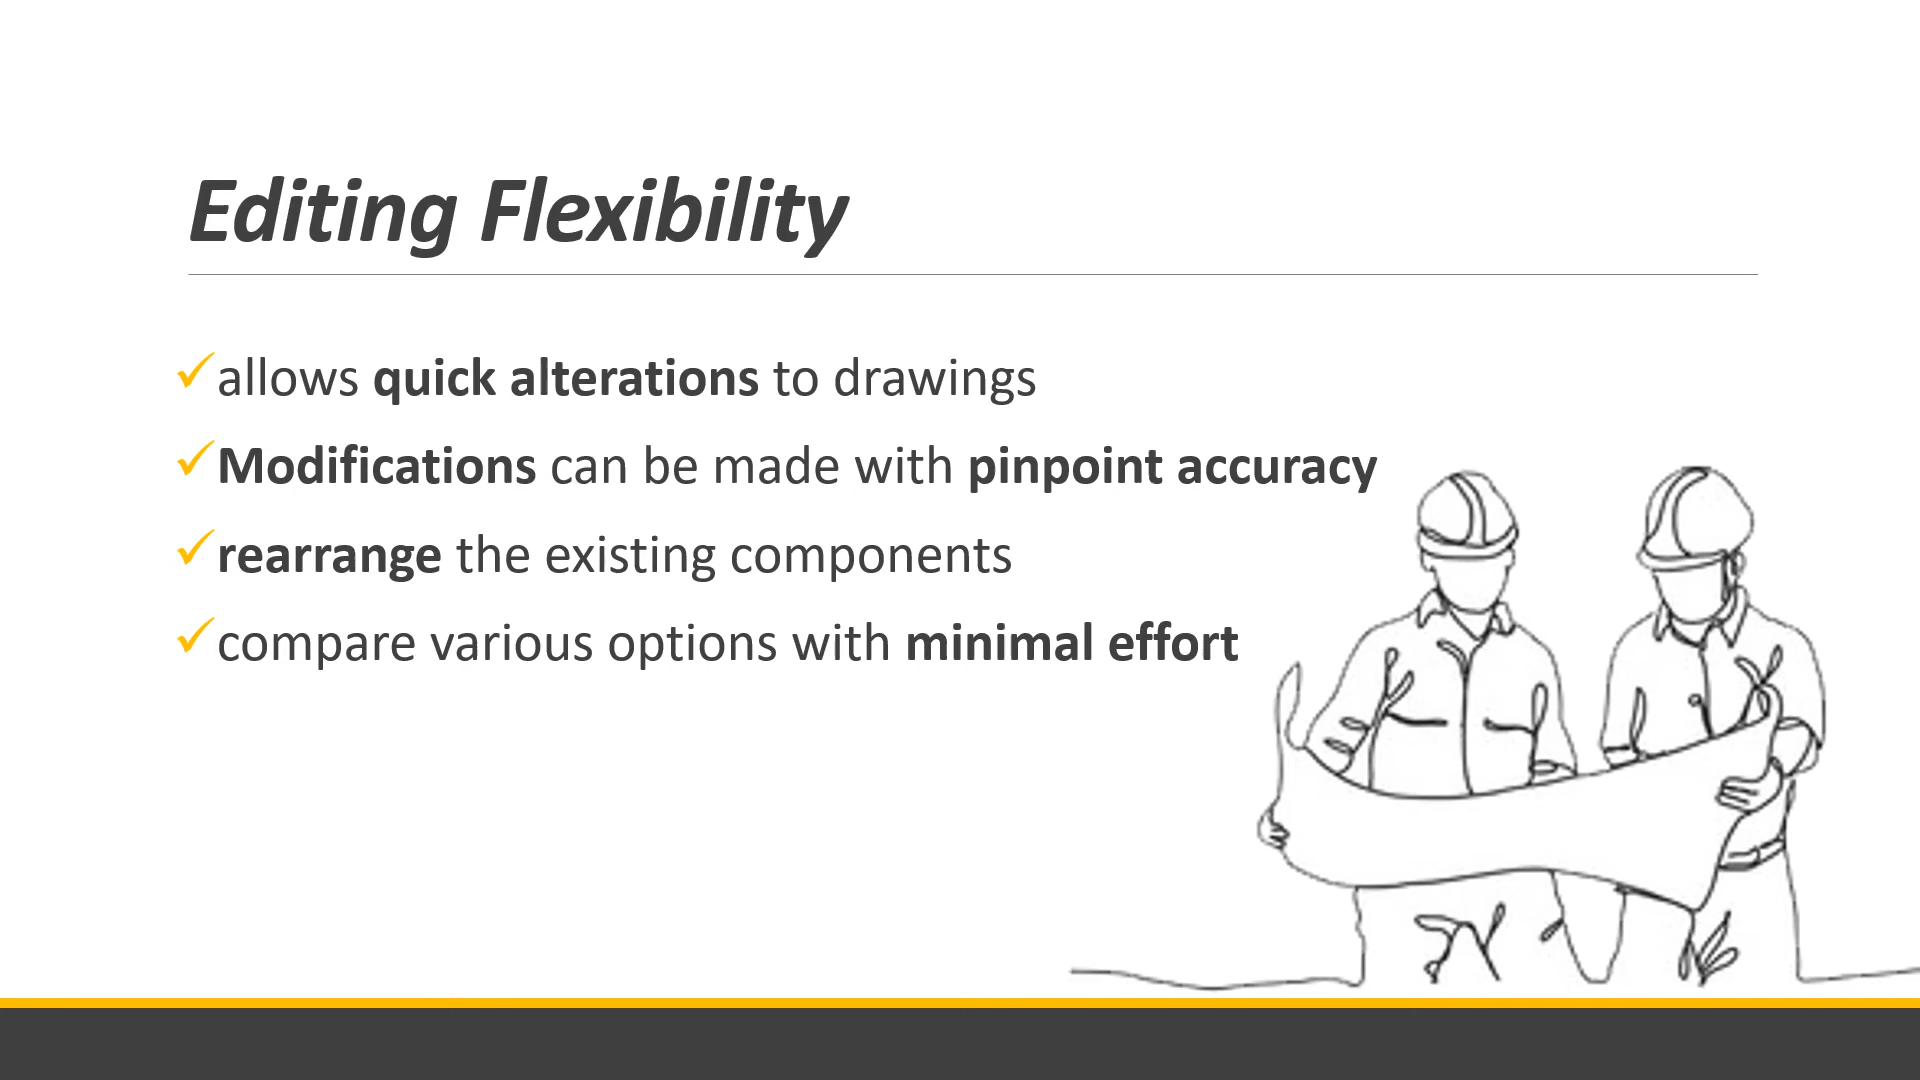 Editing Flexibility
✓allows quick alterations to drawings
✓Modifications can be made with pinpoint accuracy
✓rearrange the existing components
✓compare various options with minimal effort